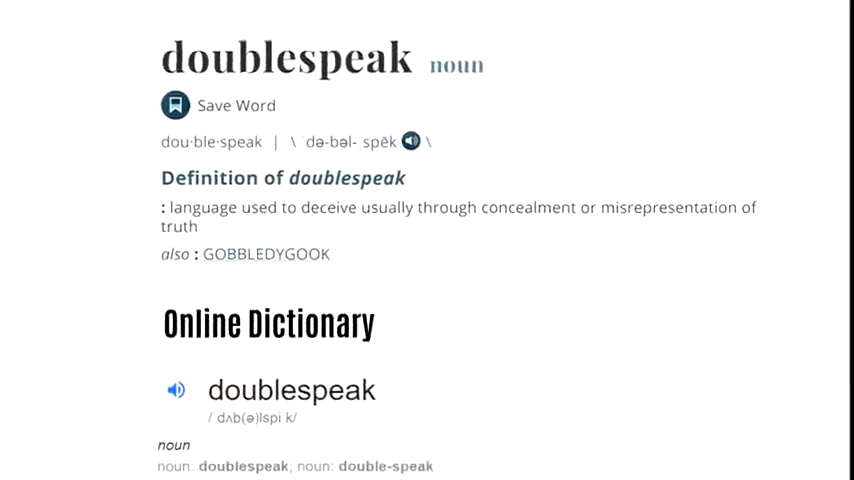 doublespeak noun
Save Word
dou·ble·speak | \ ˈdə-bəl- ˌspēk \
Definition of doublespeak
: language used to deceive usually through concealment or misrepresentation of
truth
also : GOBBLEDYGOOK
Online Dictionary
doublespeak
/ dʌb(ə)lspi k/
noun
noun: doublespeak, noun: double-speak